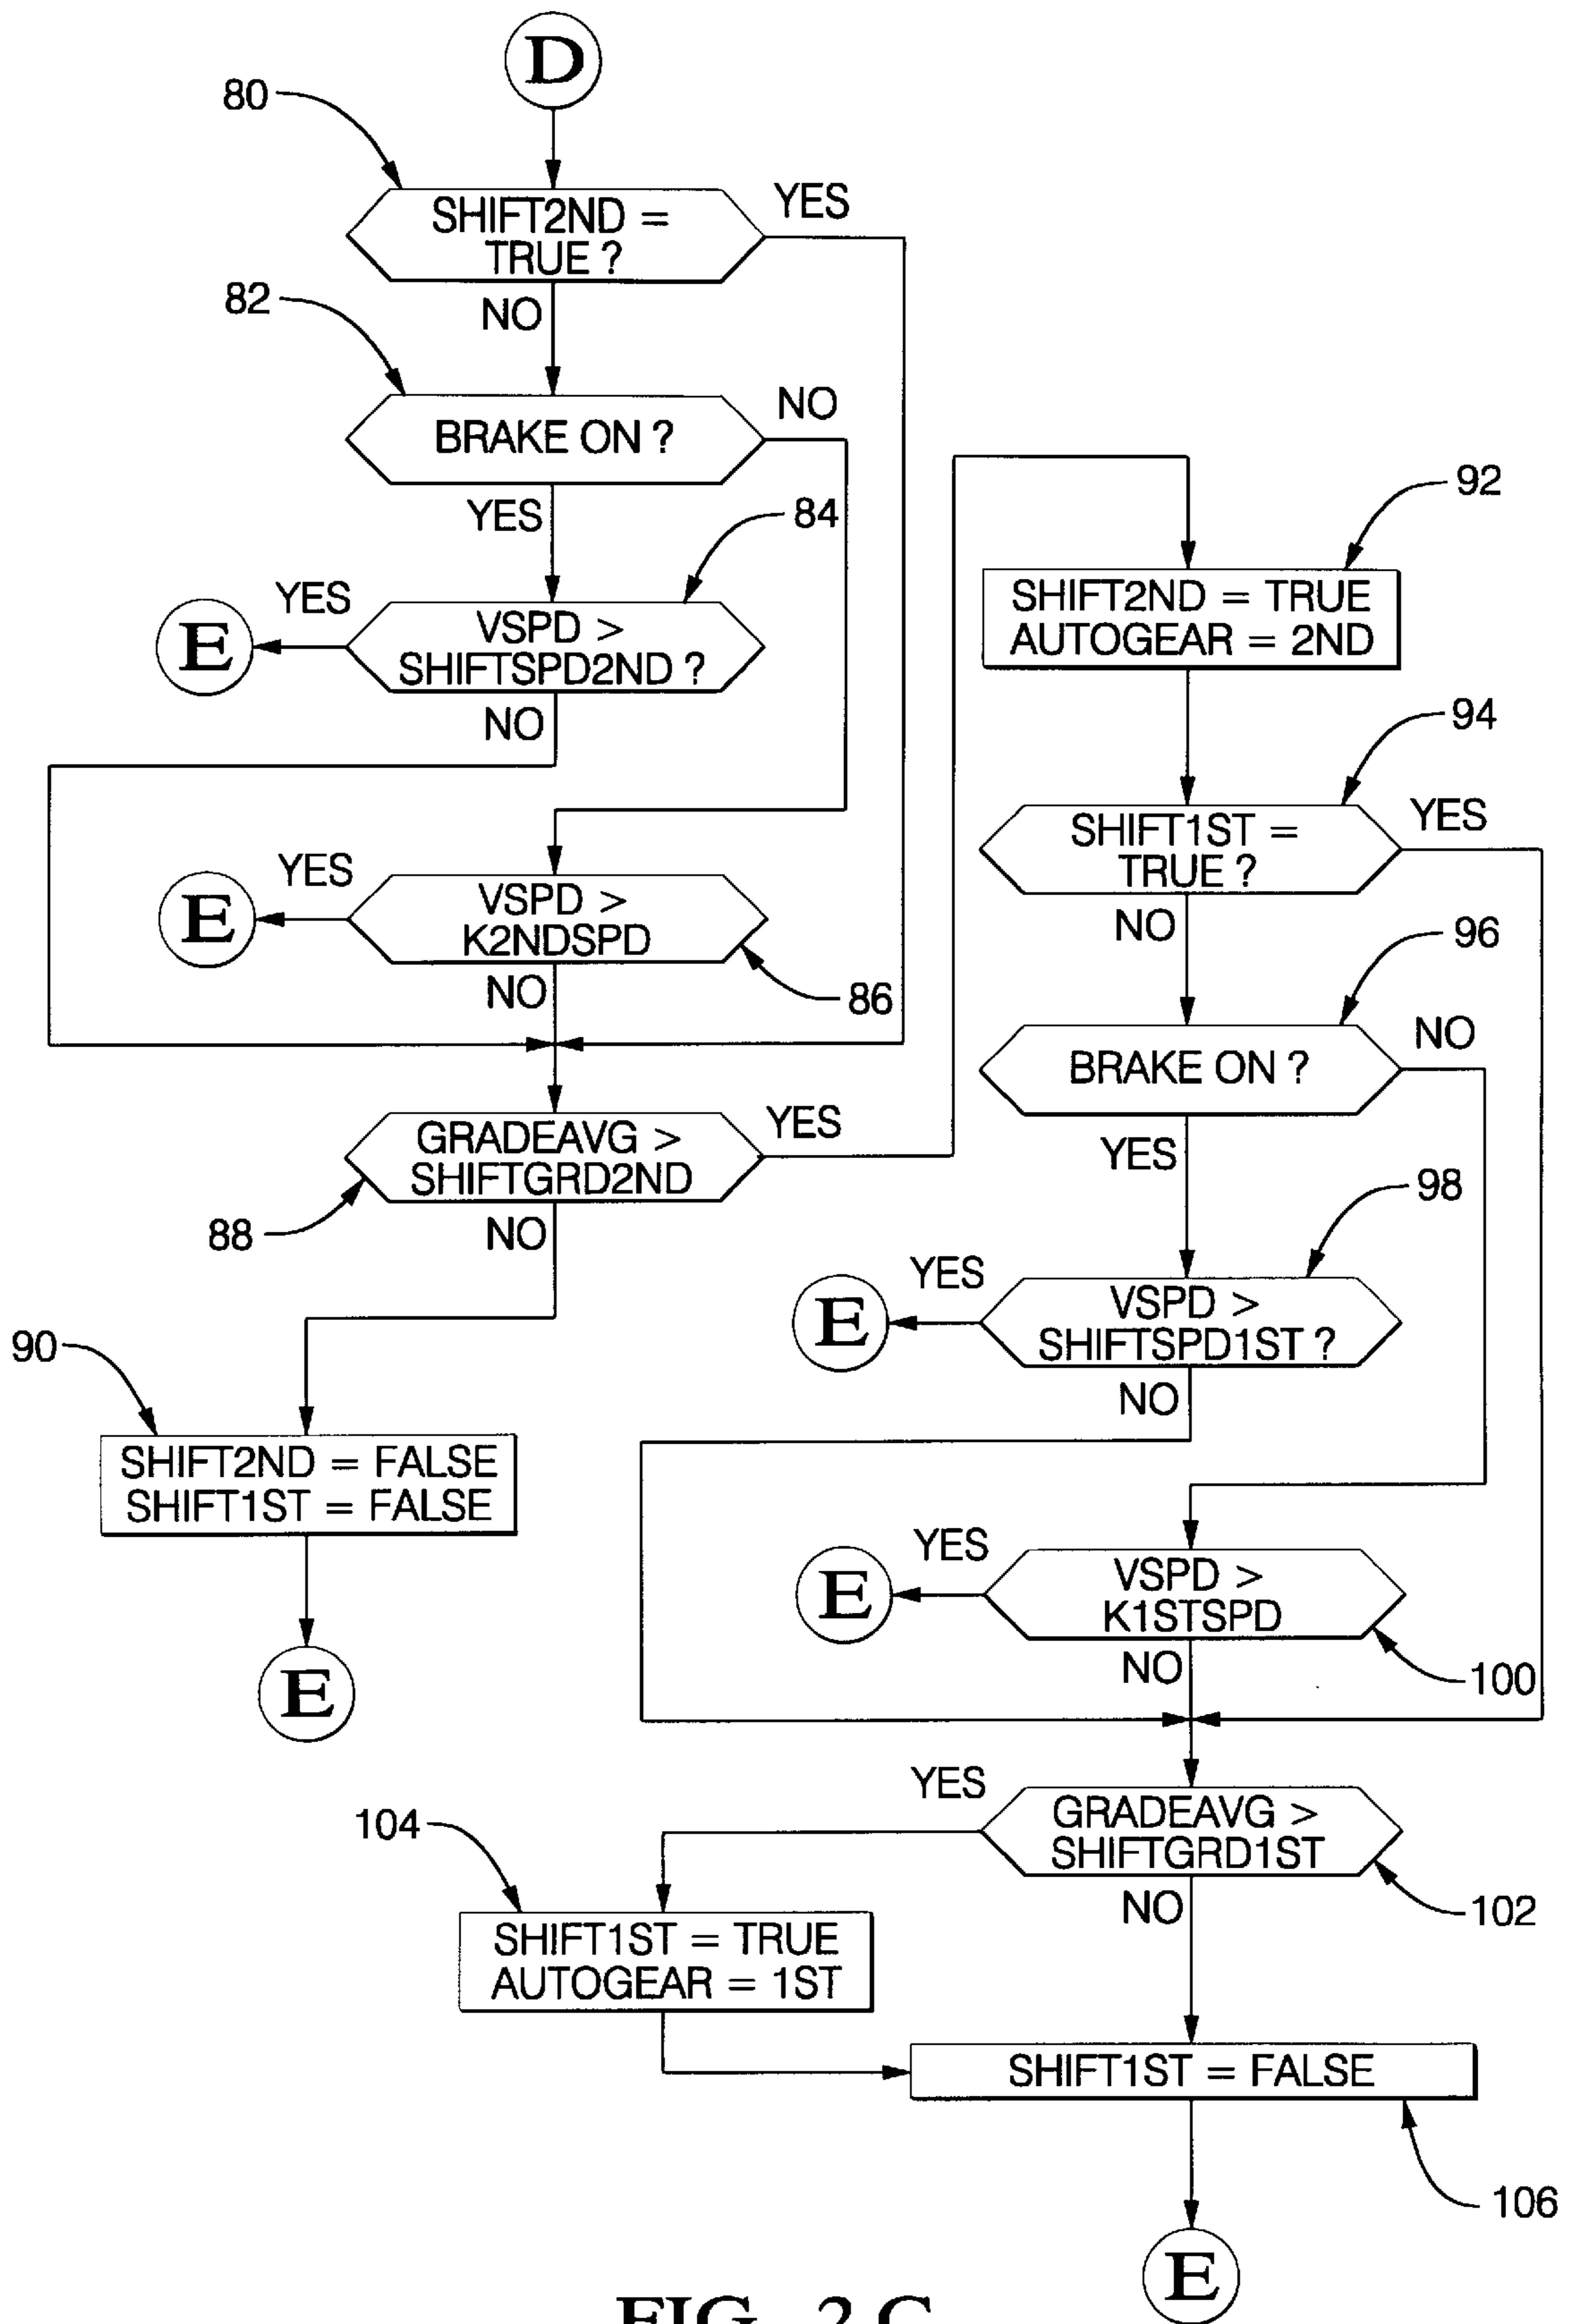 D
80
SHIFT2ND =
TRUE ?
YES
NO
82
BRAKE ON ?
NO
YES
84
VSPD >
SHIFTSPD2ND ?
YES
E
NO
VSPD >
K2NDSPD
YES
E
86
NO
GRADEAVG >
SHIFTGRD2ND
YES
88
NO
90
SHIFT2ND = FALSE
SHIFT1ST = FALSE
E
92
SHIFT2ND = TRUE
AUTOGEAR = 2ND
94
SHIFT1ST =
TRUE ?
YES
NO
96
BRAKE ON ?
NO
YES
98
VSPD >
SHIFTSPD1ST ?
YES
E
NO
VSPD >
K1STSPD
YES
E
100
NO
GRADEAVG >
SHIFTGRD1ST
YES
102
NO
104
SHIFT1ST = TRUE
AUTOGEAR = 1ST
SHIFT1ST = FALSE
106
E
FIG. 2C